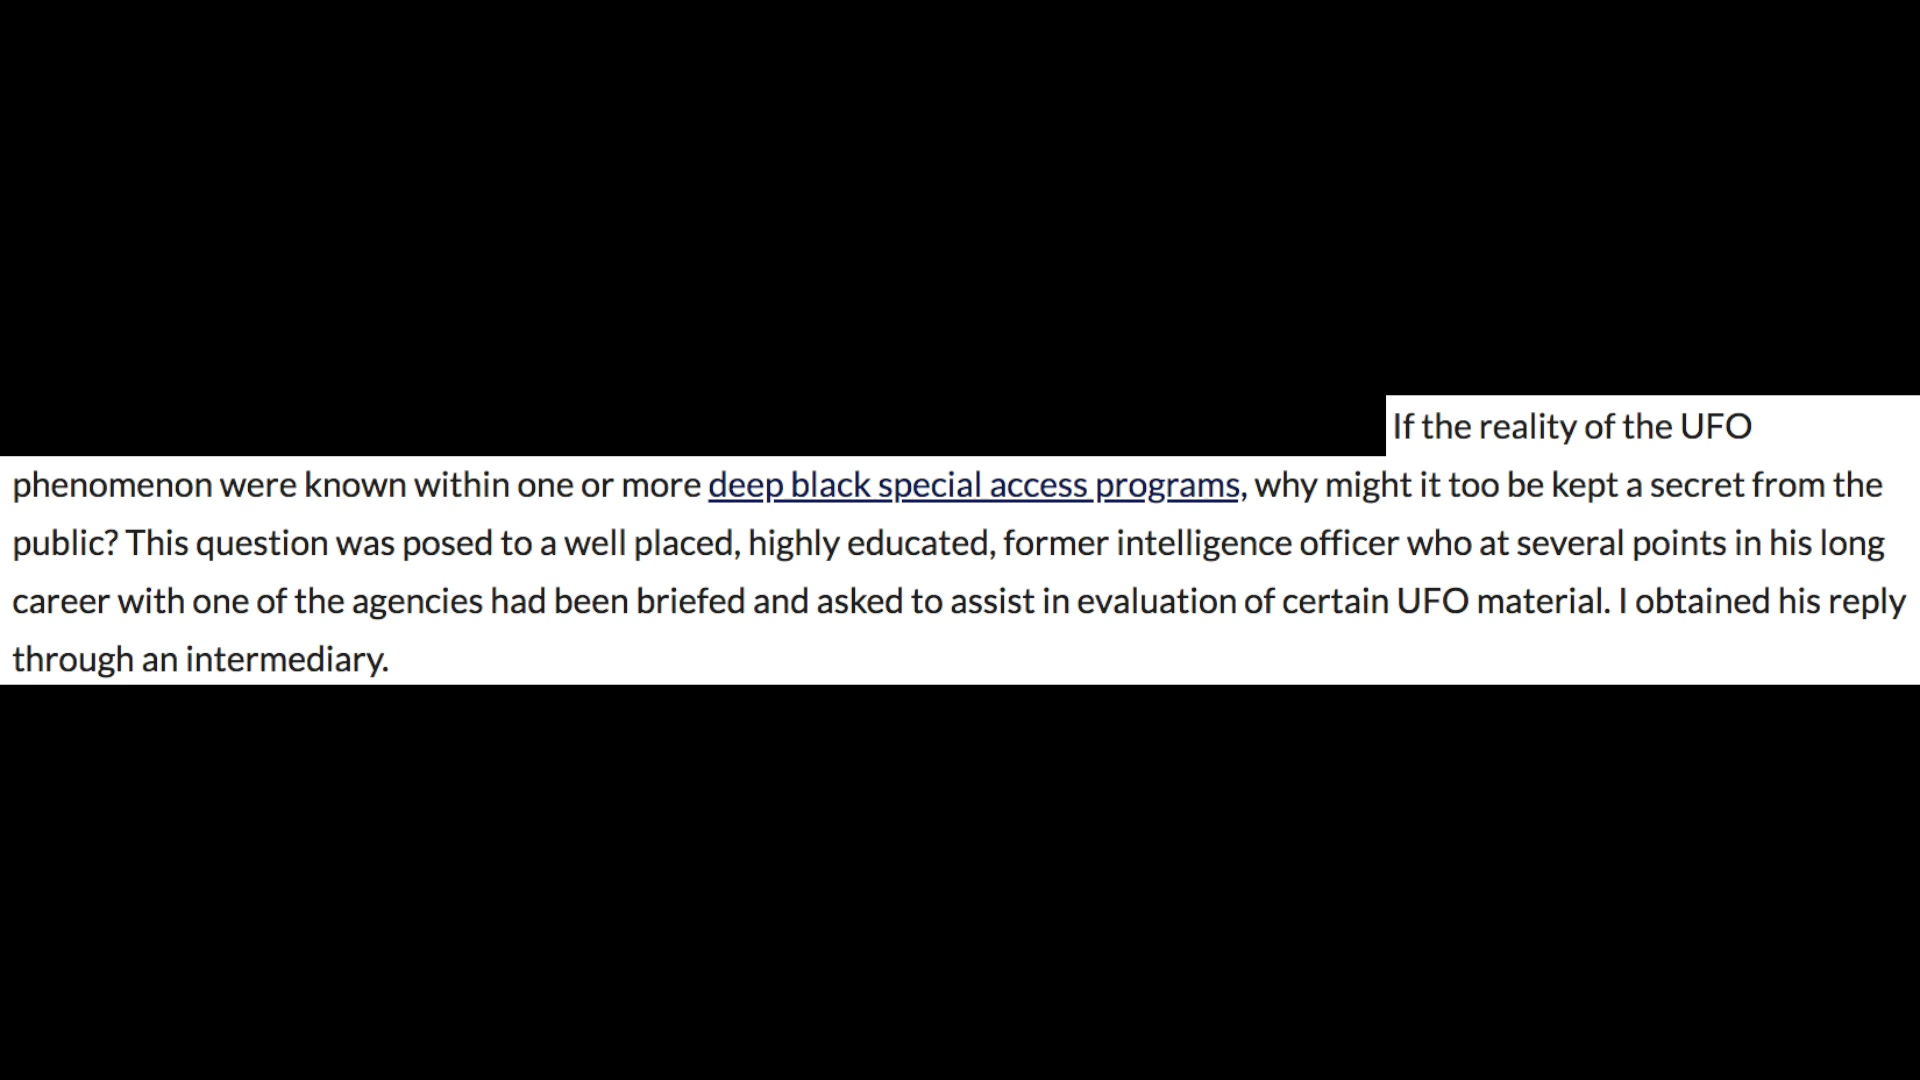 If the reality of the UFO
phenomenon were known within one or more deep black special access programs, why might it too be kept a secret from the
public? This question was posed to a well placed, highly educated, former intelligence officer who at several points in his long
career with one of the agencies had been briefed and asked to assist in evaluation of certain UFO material. I obtained his reply
through an intermediary.